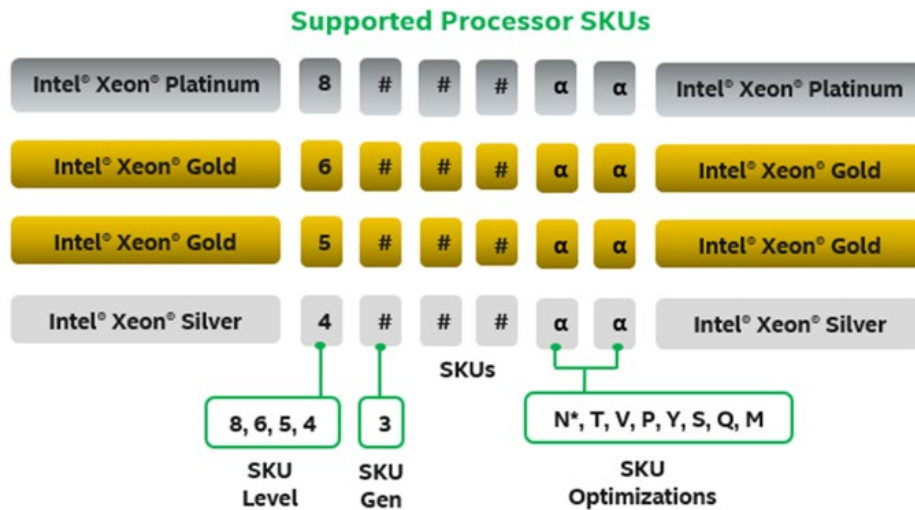 Supported Processor SKUs
Intel® Xeon® Platinum 8 # # # α α Intel® Xeon® Platinum
Intel® Xeon® Gold 6 # # # α α Intel® Xeon® Gold
Intel® Xeon® Gold 5 # # # α α Intel® Xeon® Gold
Intel® Xeon® Silver 4 # # # α α Intel® Xeon® Silver
SKUs
8, 6, 5, 4 3 N*, T, V, P, Y, S, Q, M
SKU SKU SKU
Level Gen Optimizations